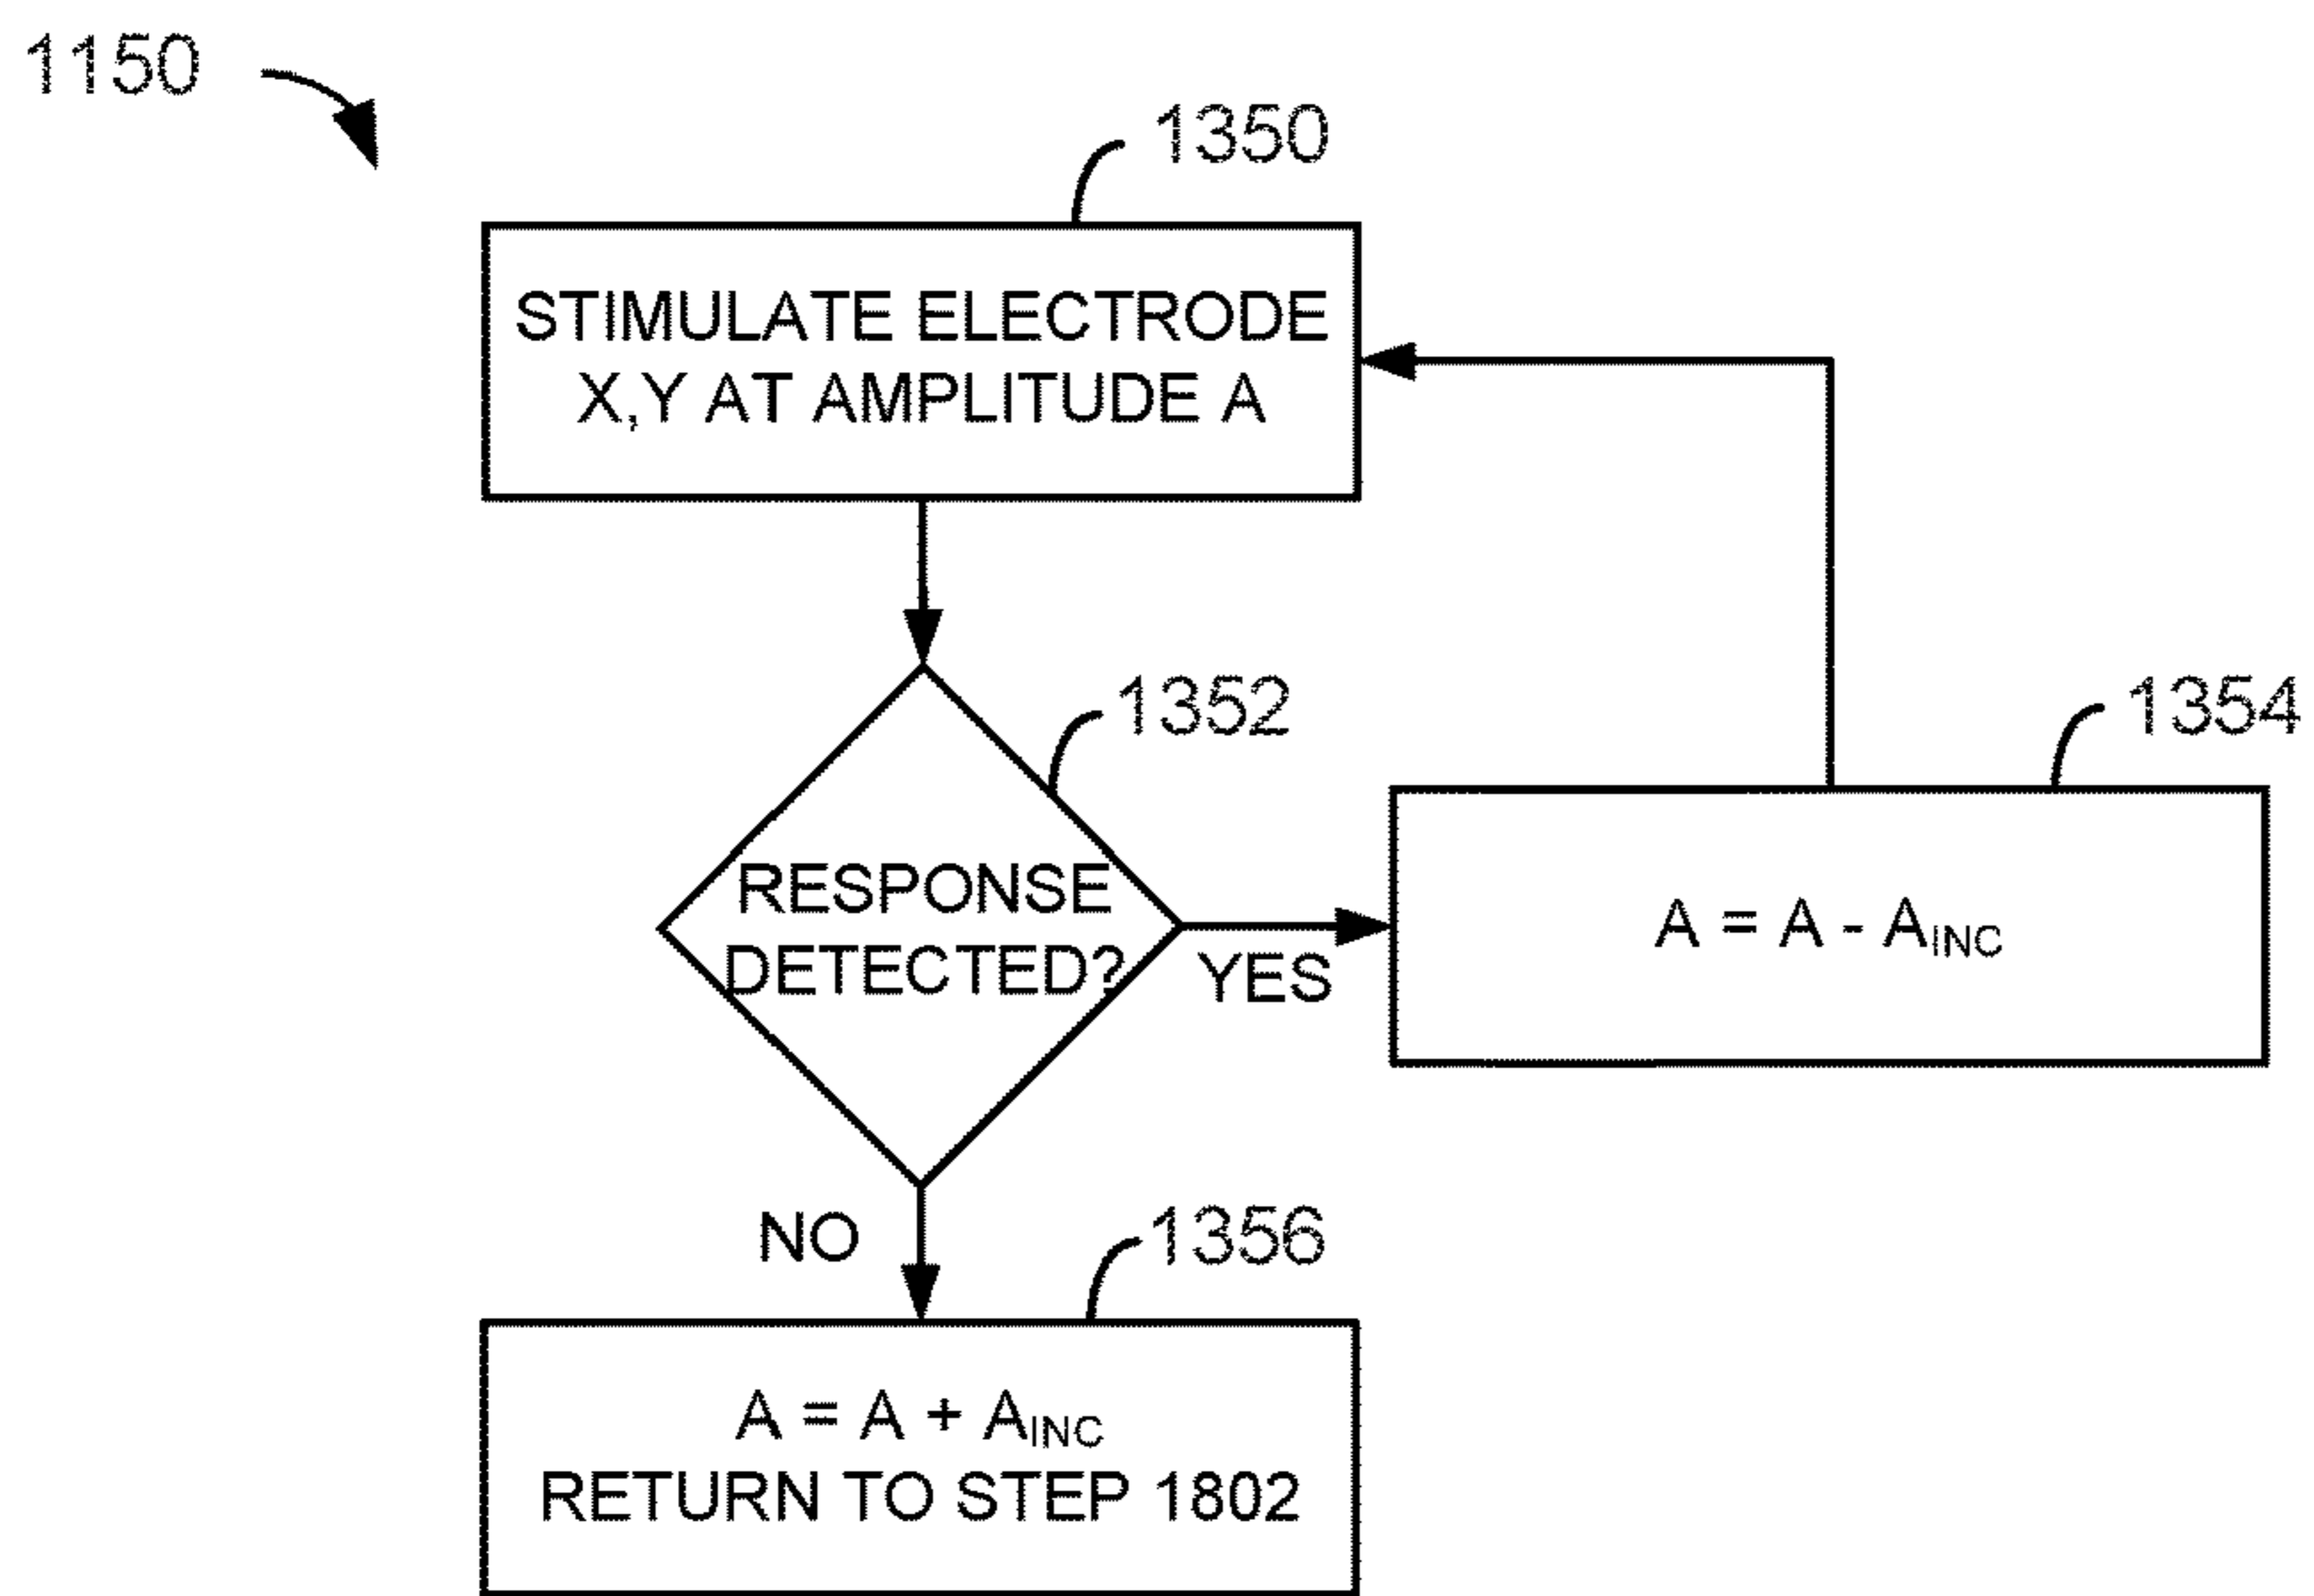 1150
1350
STIMULATE ELECTRODE
X,Y AT AMPLITUDE A
1352
RESPONSE
DETECTED?
YES
1354
A = A - AINC
NO
1356
A = A + AINC
RETURN TO STEP 1802